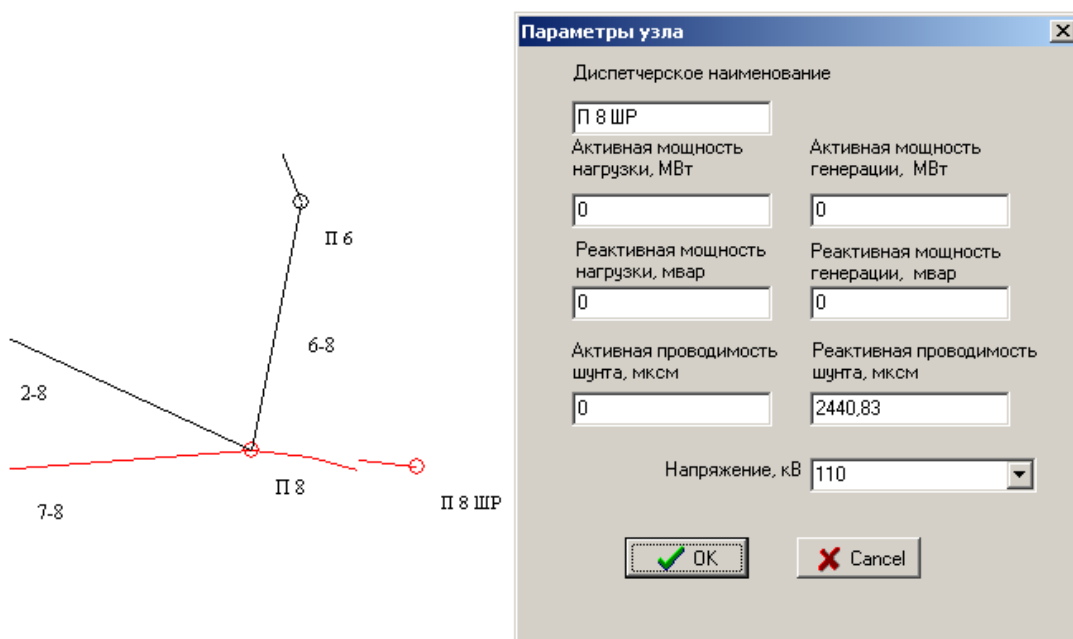 П 6
6-8
2-8
П 8
7-8
П 8 ШР
Параметры узла
Диспетчерское наименование
П 8 ШР
Активная мощность
нагрузки, МВт
Активная мощность
генерации, МВт
0
0
Реактивная мощность
нагрузки, мвар
Реактивная мощность
генерации, мвар
0
0
Активная проводимость
шунта, мксм
Реактивная проводимость
шунта, мксм
0
2440,83
Напряжение, кВ
110
OK
Cancel